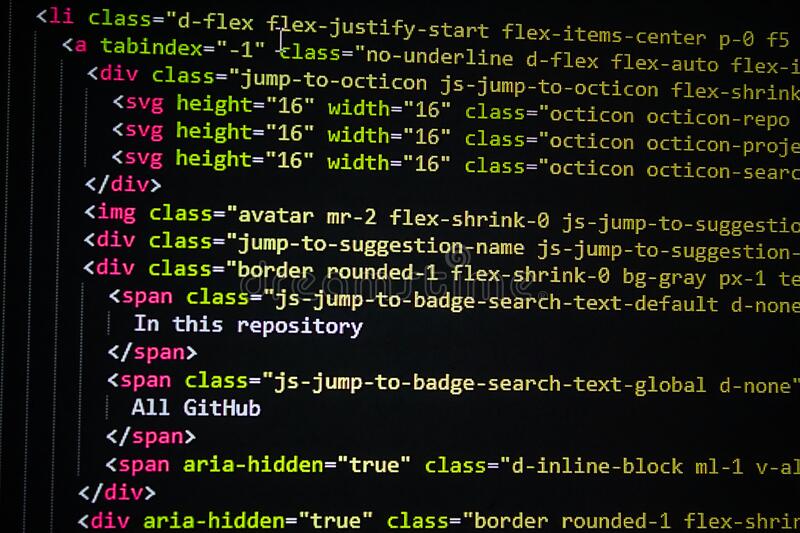 <li class="d-flex flex-justify-start flex-items-center p-0 f5
<a tabindex="-1" class="no-underline d-flex flex-auto flex-i
<div class="jump-to-octicon js-jump-to-octicon flex-shrink
<svg height="16" width="16" class="octicon octicon-repo
<svg height="16" width="16" class="octicon octicon-proje
<svg height="16" width="16" class="octicon octicon-searc
</div>
<img class="avatar mr-2 flex-shrink-0 js-jump-to-suggestio
<div class="jump-to-suggestion-name js-jump-to-suggestion-
<div class="border rounded-1 flex-shrink-0 bg-gray px-1 te
<span class="js-jump-to-badge-search-text-default d-none
In this repository
</span>
<span class="js-jump-to-badge-search-text-global d-none"
All GitHub
</span>
<span aria-hidden="true" class="d-inline-block ml-1 v-al
</div>
<div aria-hidden="true" class="border rounded-1 flex-shrin
dreamstime.